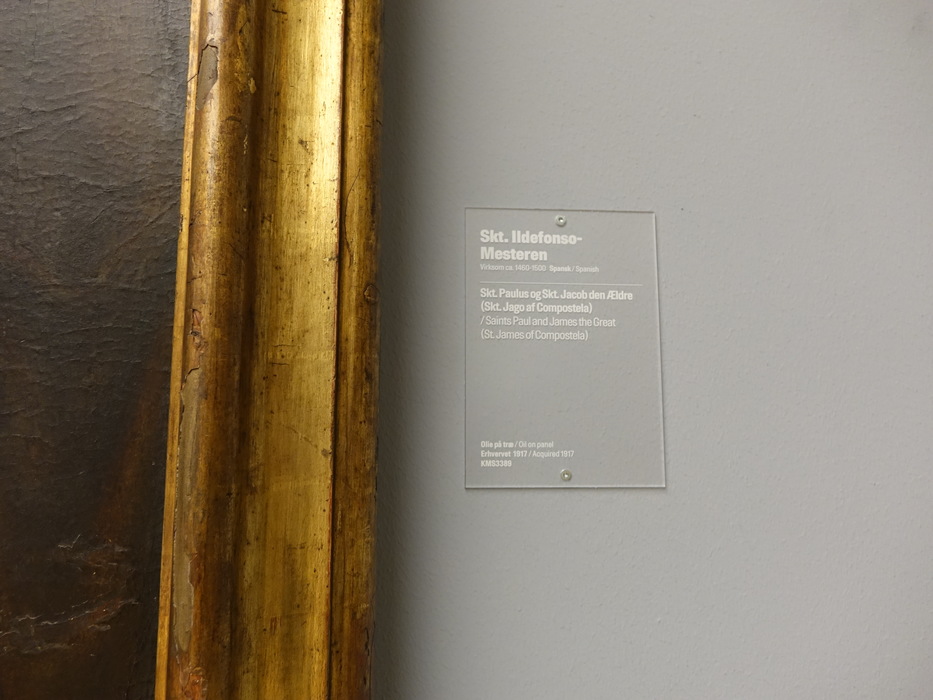 Skt. Ildefonso-
Mesteren
Virksom ca. 1460-1500 Spansk / Spanish
Skt. Paulus og Skt. Jacob den Ældre
(Skt. Jago af Compostela)
/ Saints Paul and James the Great
(St. James of Compostela)
Olie på træ / Oil on panel
Erhvervet 1917 / Acquired 1917
KMS3389